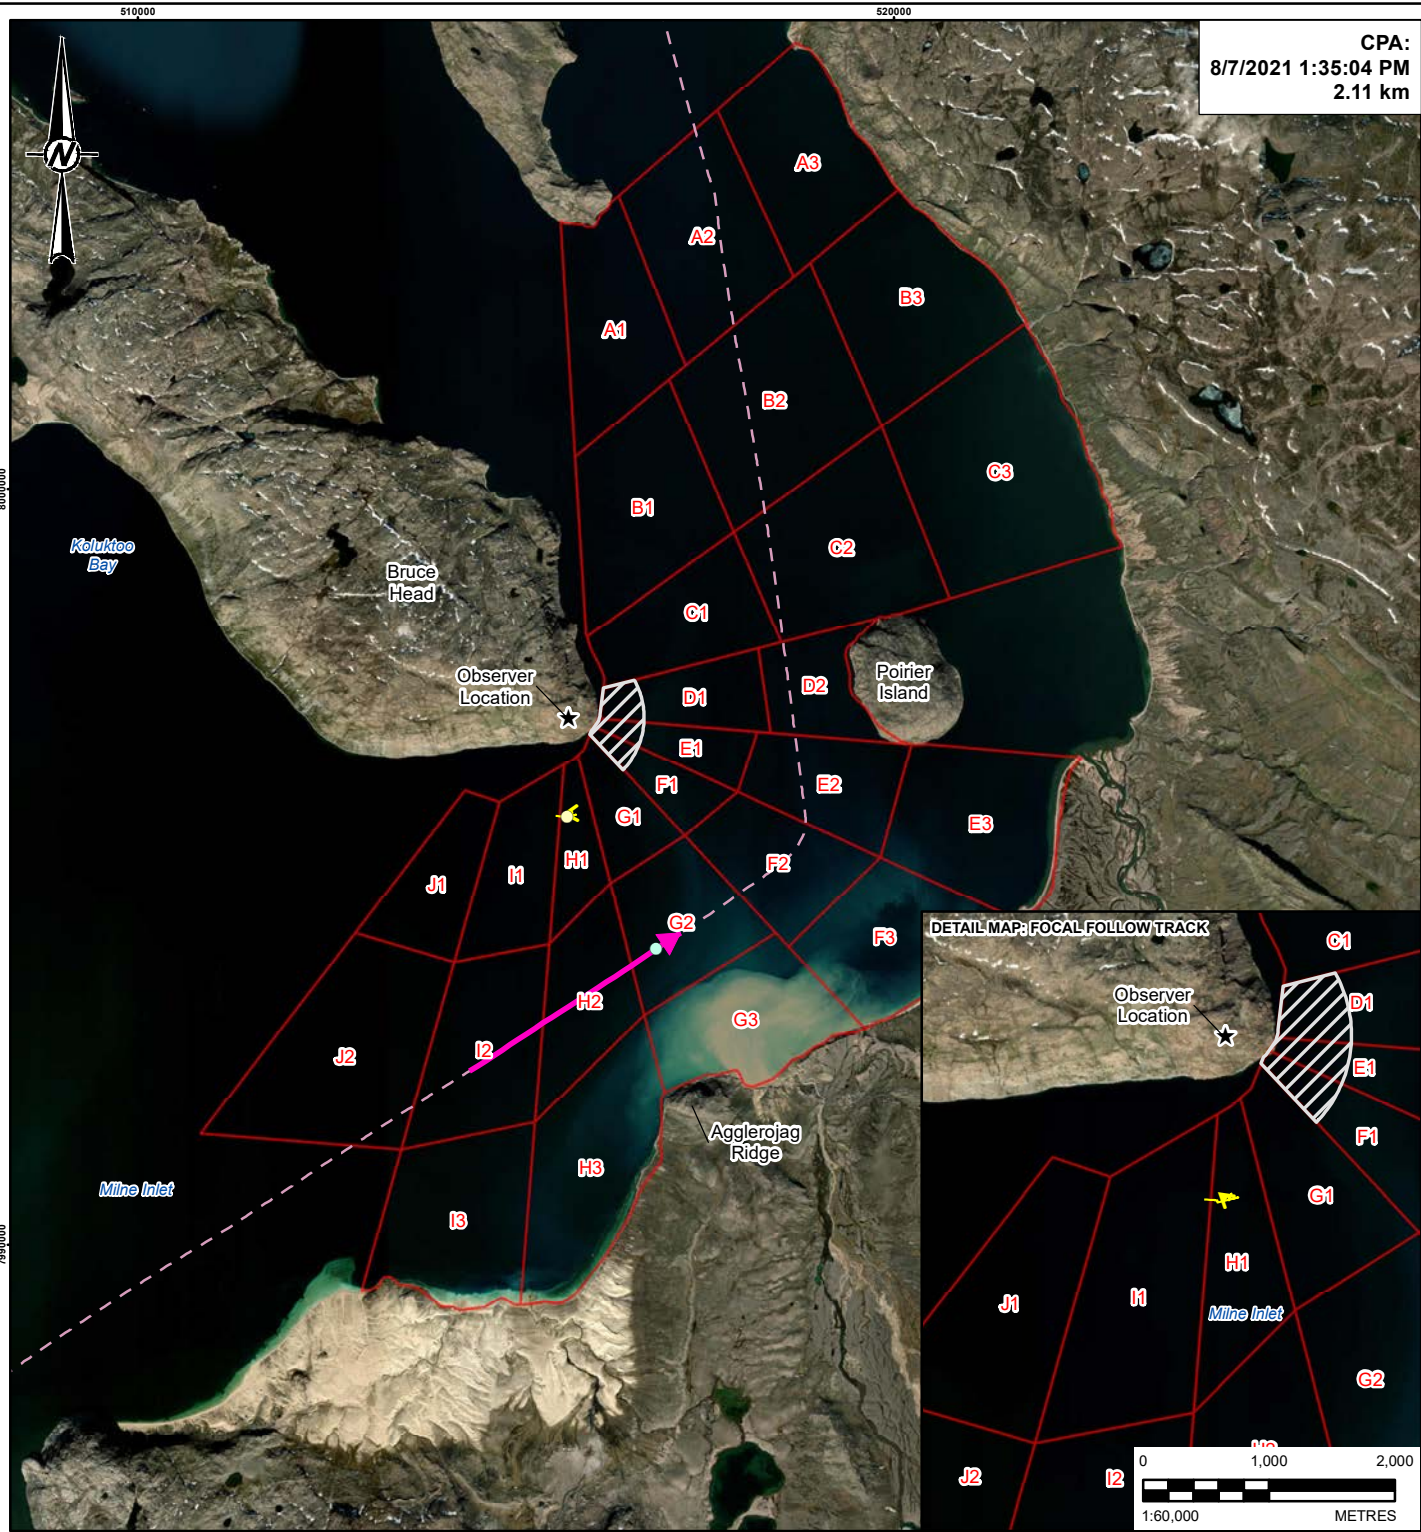 510000
520000
CPA:
8/7/2021 1:35:04 PM
2.11 km
N
A3
A2
B3
A1
B2
C3
8000000
B1
Koluktoo
Bay
C2
Bruce
Head
C1
Observer
Location
Poirier
Island
D1
D2
E1
F1
E2
G1
E3
H1
F2
I1
J1
G2
F3
H2
G3
I2
J2
Agglerojag
Ridge
H3
Milne Inlet
I3
7990000
DETAIL MAP: FOCAL FOLLOW TRACK
C1
Observer
Location
D1
E1
F1
G1
H1
I1
J1
Milne Inlet
G2
H2
J2
I2
0 1,000 2,000
1:60,000 METRES